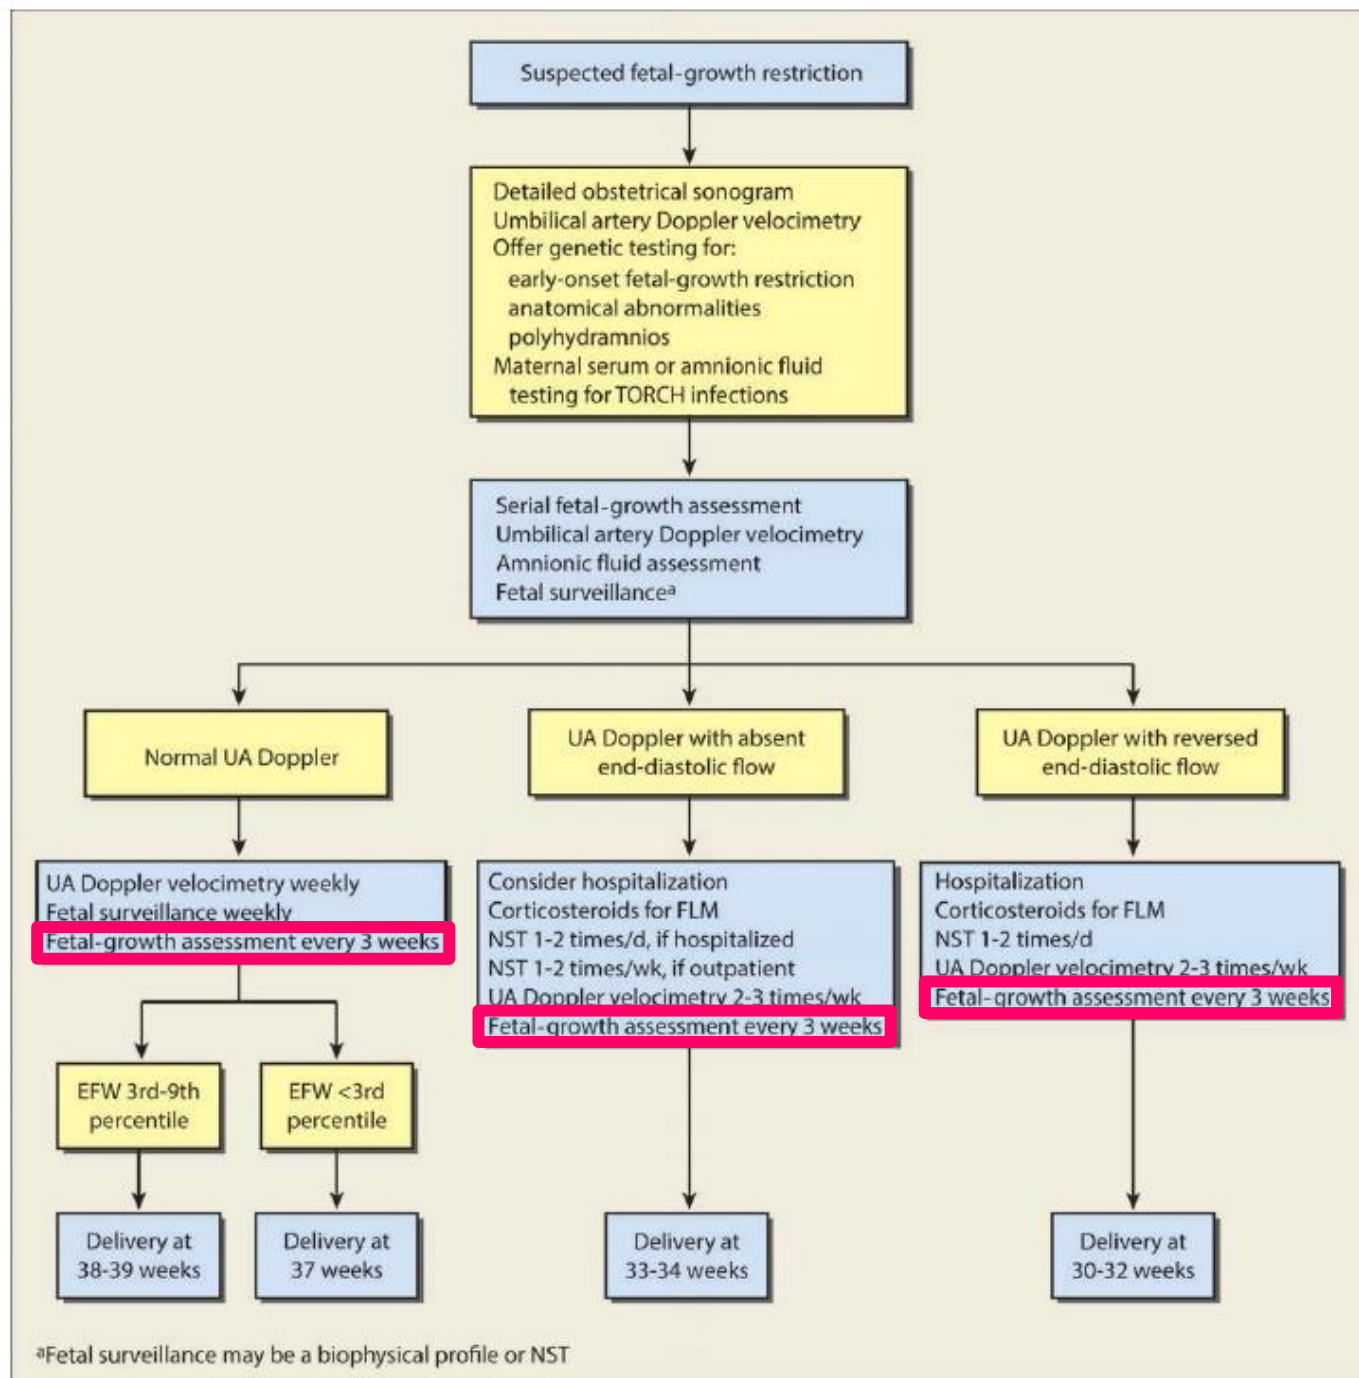 Suspected fetal-growth restriction
Detailed obstetrical sonogram
Umbilical artery Doppler velocimetry
Offer genetic testing for:
early-onset fetal-growth restriction
anatomical abnormalities
polyhydramnios
Maternal serum or amnionic fluid
testing for TORCH infections
Serial fetal-growth assessment
Umbilical artery Doppler velocimetry
Amnionic fluid assessment
Fetal surveillanceᵃ
Normal UA Doppler
UA Doppler velocimetry weekly
Fetal surveillance weekly
Fetal-growth assessment every 3 weeks
EFW 3rd-9th
percentile
Delivery at
38-39 weeks
EFW <3rd
percentile
Delivery at
37 weeks
UA Doppler with absent
end-diastolic flow
Consider hospitalization
Corticosteroids for FLM
NST 1-2 times/d, if hospitalized
NST 1-2 times/wk, if outpatient
UA Doppler velocimetry 2-3 times/wk
Fetal-growth assessment every 3 weeks
Delivery at
33-34 weeks
UA Doppler with reversed
end-diastolic flow
Hospitalization
Corticosteroids for FLM
NST 1-2 times/d
UA Doppler velocimetry 2-3 times/wk
Fetal-growth assessment every 3 weeks
Delivery at
30-32 weeks
ᵃFetal surveillance may be a biophysical profile or NST